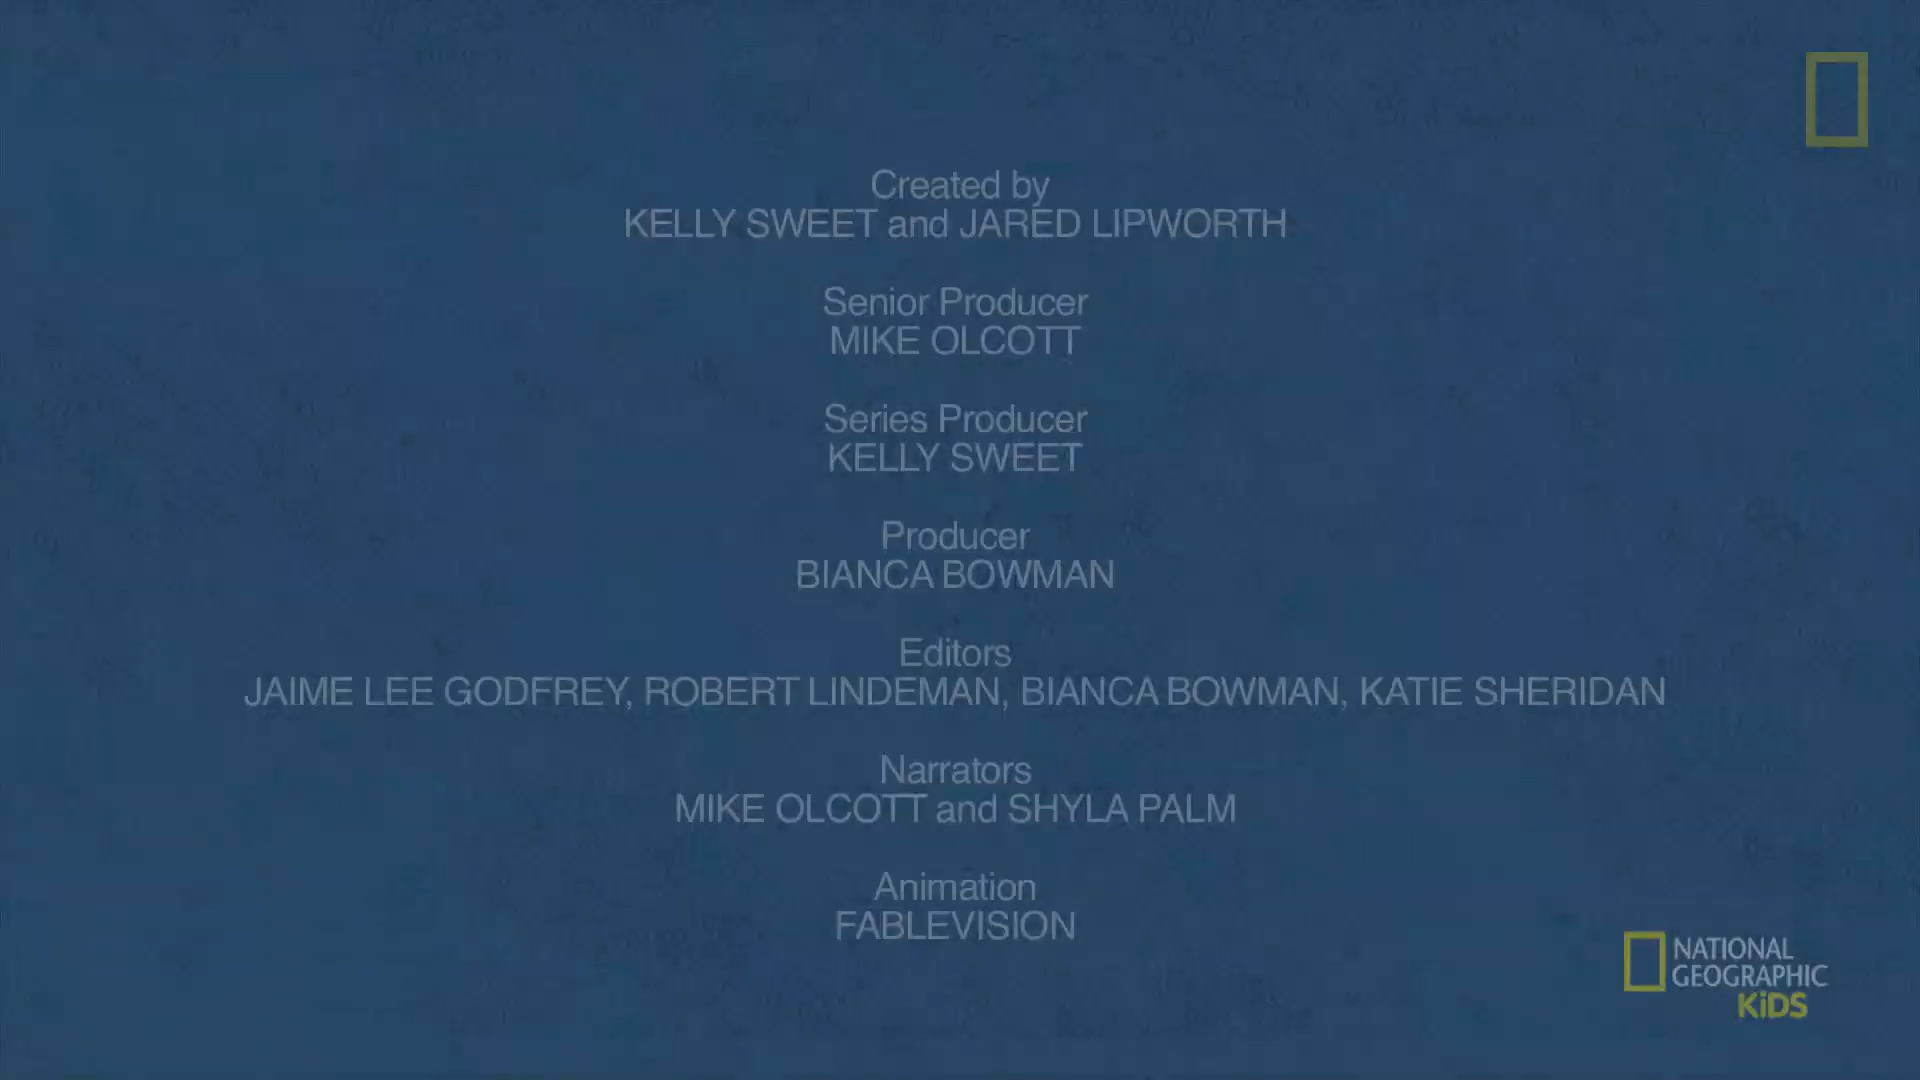 Created by
KELLY SWEET and JARED LIPWORTH
Senior Producer
MIKE OLCOTT
Series Producer
KELLY SWEET
Producer
BIANCA BOWMAN
Editors
JAIME LEE GODFREY, ROBERT LINDEMAN, BIANCA BOWMAN, KATIE SHERIDAN
Narrators
MIKE OLCOTT and SHYLA PALM
Animation
FABLEVISION
NATIONAL
GEOGRAPHIC
KiDS